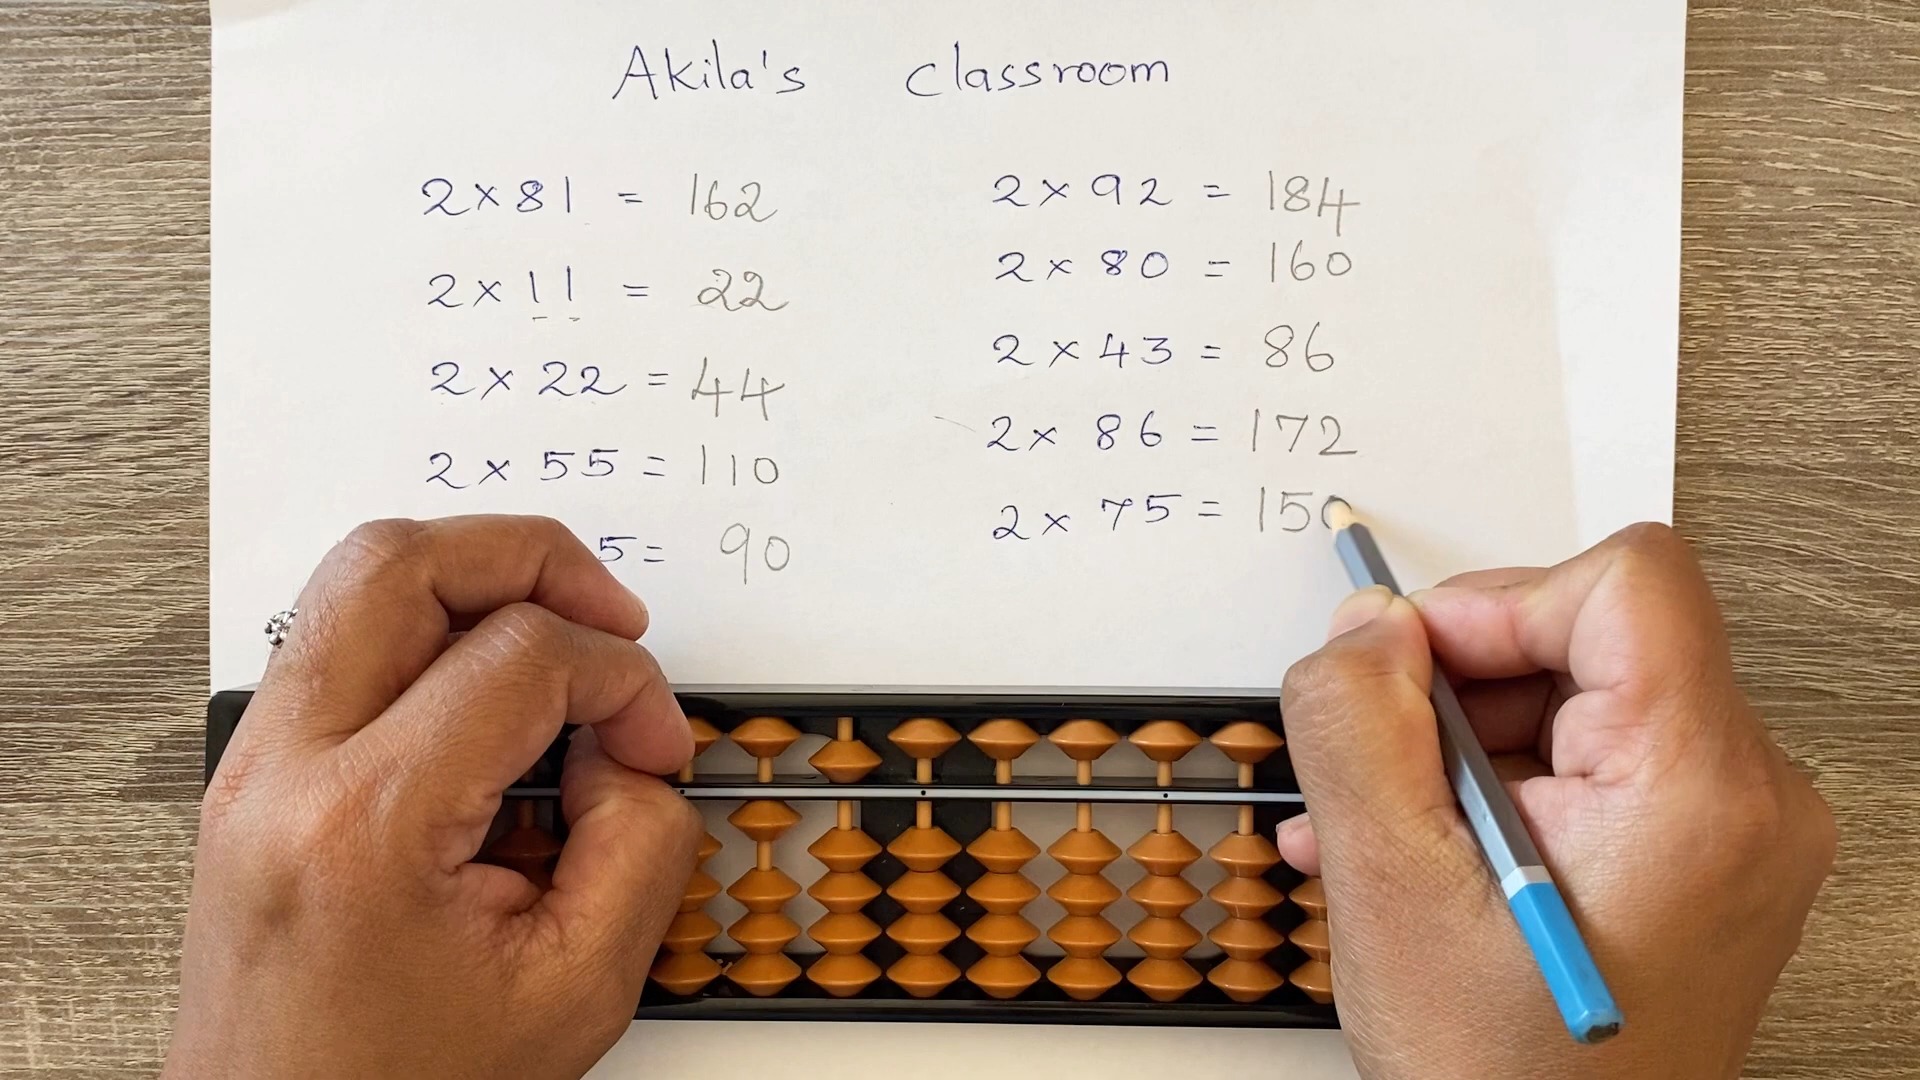 Akila's classroom
2 × 81 = 162
2 × 11 = 22
2 × 22 = 44
2 × 55 = 110
5 = 90
2 × 92 = 184
2 × 80 = 160
2 × 43 = 86
2 × 86 = 172
2 × 75 = 150